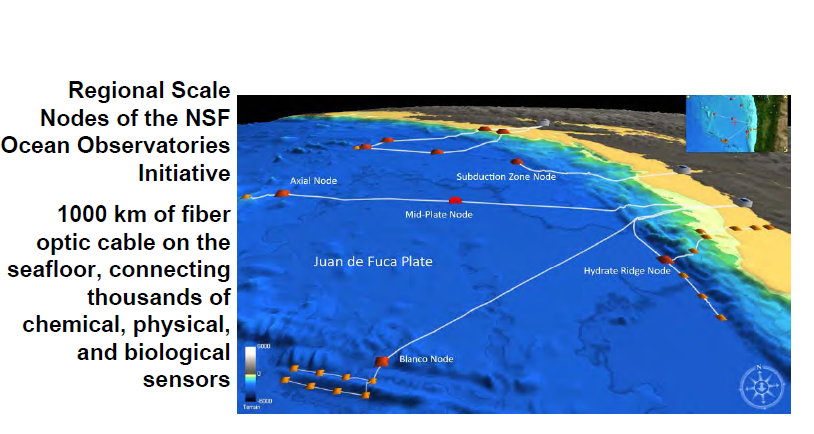 Regional Scale
Nodes of the NSF
Ocean Observatories
Initiative
1000 km of fiber
optic cable on the
seafloor, connecting
thousands of
chemical, physical,
and biological
sensors
Axial Node
Subduction Zone Node
Mid-Plate Node
Juan de Fuca Plate
Hydrate Ridge Node
Blanco Node
5000
0
-5000
Terrain
N